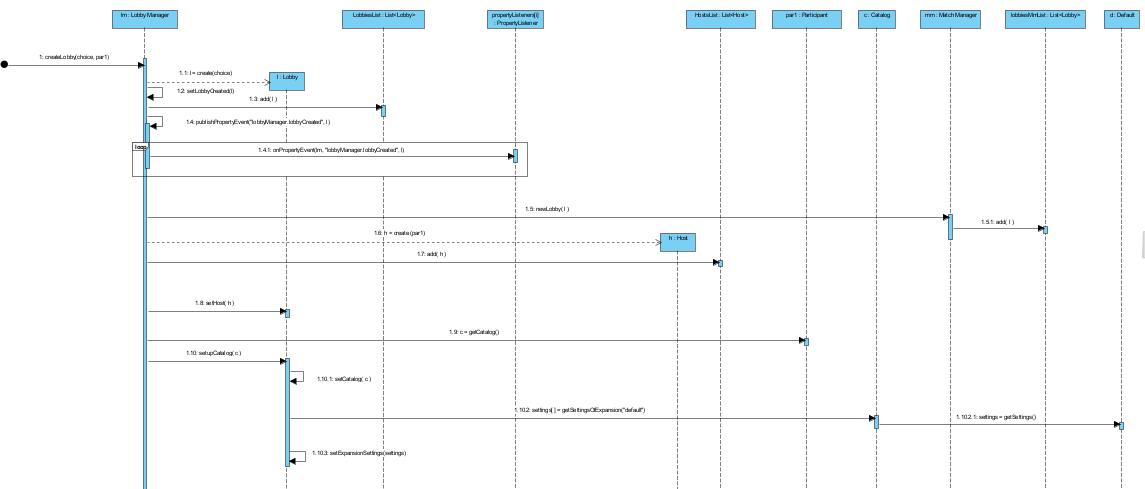 lm : Lobby Manager
LobbiesList : List<Lobby>
propertyListeners[i]
: PropertyListener
HostsList : List<Host>
par1 : Participant
c : Catalog
mm : Match Manager
lobbiesMmList : List<Lobby>
d : Default
1: createLobby(choice, par1)
1.1: l = create(choice)
l : Lobby
1.2: setLobbyCreated(l)
1.3: add( l )
1.4: publishPropertyEvent("lobbyManager.lobbyCreated", l )
loop
1.4.1: onPropertyEvent(lm, "lobbyManager.lobbyCreated", l)
1.5: newLobby( l )
1.5.1: add( l )
1.6: h = create (par1)
h : Host
1.7: add( h )
1.8: setHost( h )
1.9: c = getCatalog()
1.10: setupCatalog( c )
1.10.1: setCatalog( c )
1.10.2: settings[ ] = getSettingsOfExpansion("default")
1.10.2.1: settings = getSettings()
1.10.3: setExpansionSettings(settings)